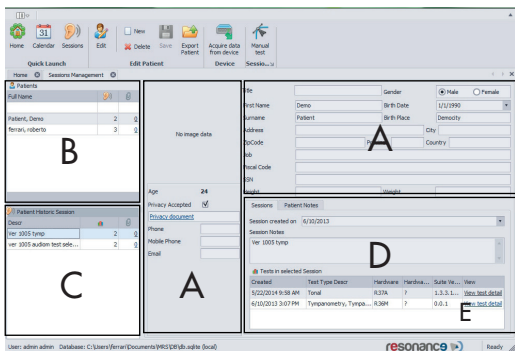 Home Calendar Sessions Edit New Delete Save Export Patient Acquire data from device Manual test
Quick Launch Edit Patient Device Sessio...
Home Sessions Management
Patients
Full Name
Patient, Demo 2 0
ferrari, roberto 3 0
B
Patient Historic Session
Descr
Ver 1005 tymp 2 0
ver 1005 audiom test sele... 2 0
C
No image data
Age 24
Privacy Accepted
Privacy document
Phone
Mobile Phone
Email
A
Title Gender Male Female
First Name Demo Birth Date 1/1/1990
Surname Patient Birth Place Democity
Address City
ZipCode Country
Job
Fiscal Code
SSN
Height Weight
A
Sessions Patient Notes
Session created on 6/10/2013
Session Notes
Ver 1005 tymp
D
Tests in selected Session
Created Test Type Descr Hardware Hardwa... Suite Ve... View
5/22/2014 9:58 AM Tonal R37A ? 1.3.3.1... View test detail
6/10/2013 3:07 PM Tympanometry, Tympa... R36M ? 0.0.1 View test detail
E
User: admin admin Database: C:\Users\ferrari\Documents\MRS\DB\db.sqlite (local) resonance Ready